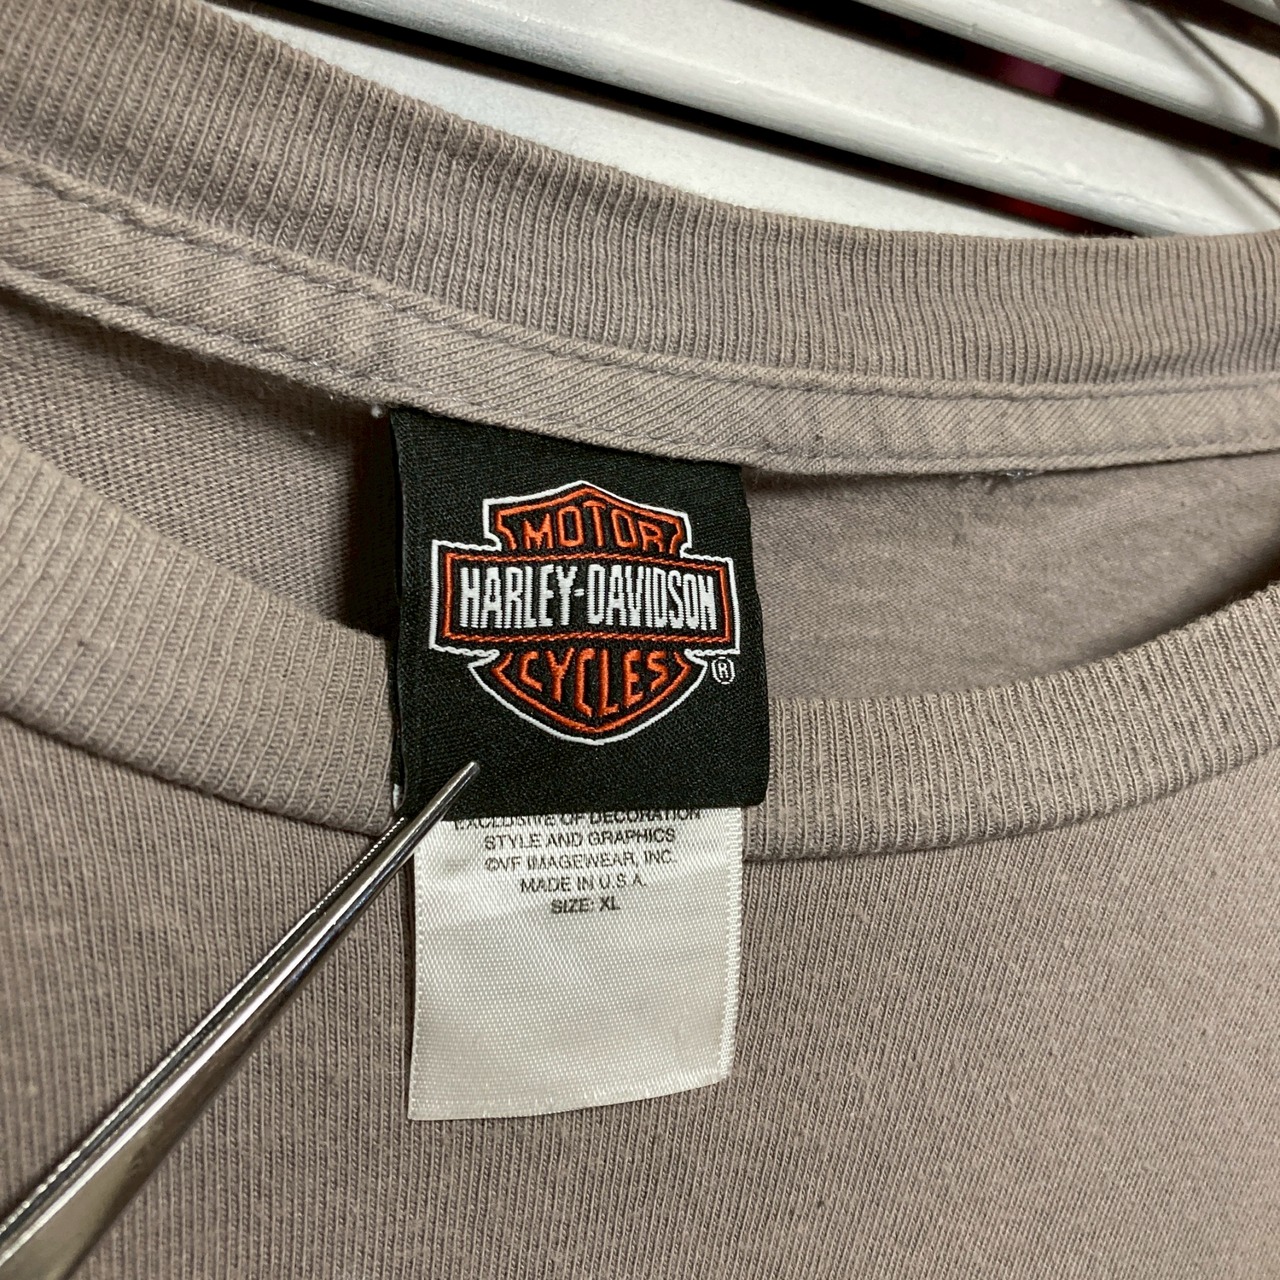 MOTOR
HARLEY-DAVIDSON
CYCLES
®
EXCLUSIVE OF DECORATION
STYLE AND GRAPHICS
©VF IMAGEWEAR, INC.
MADE IN U.S.A.
SIZE: XL